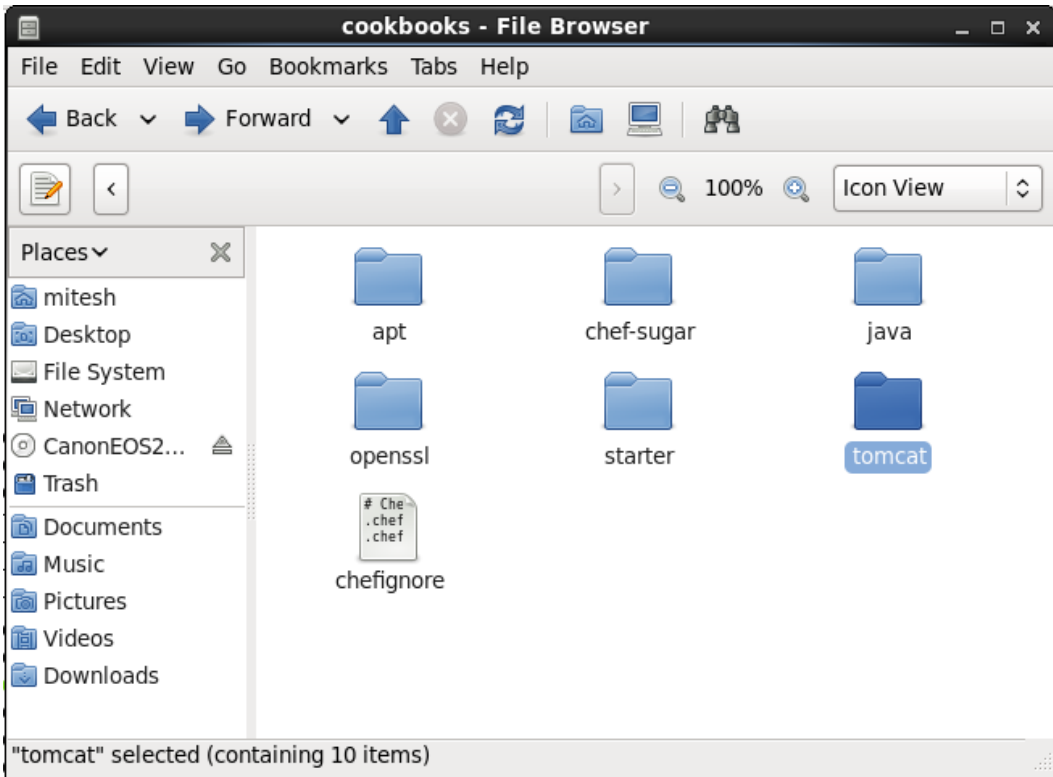 cookbooks - File Browser
File Edit View Go Bookmarks Tabs Help
Back Forward
100% Icon View
Places
mitesh
Desktop
File System
Network
CanonEOS2...
Trash
Documents
Music
Pictures
Videos
Downloads
apt chef-sugar java
openssl starter tomcat
# Che
.chef
.chef
chefignore
"tomcat" selected (containing 10 items)